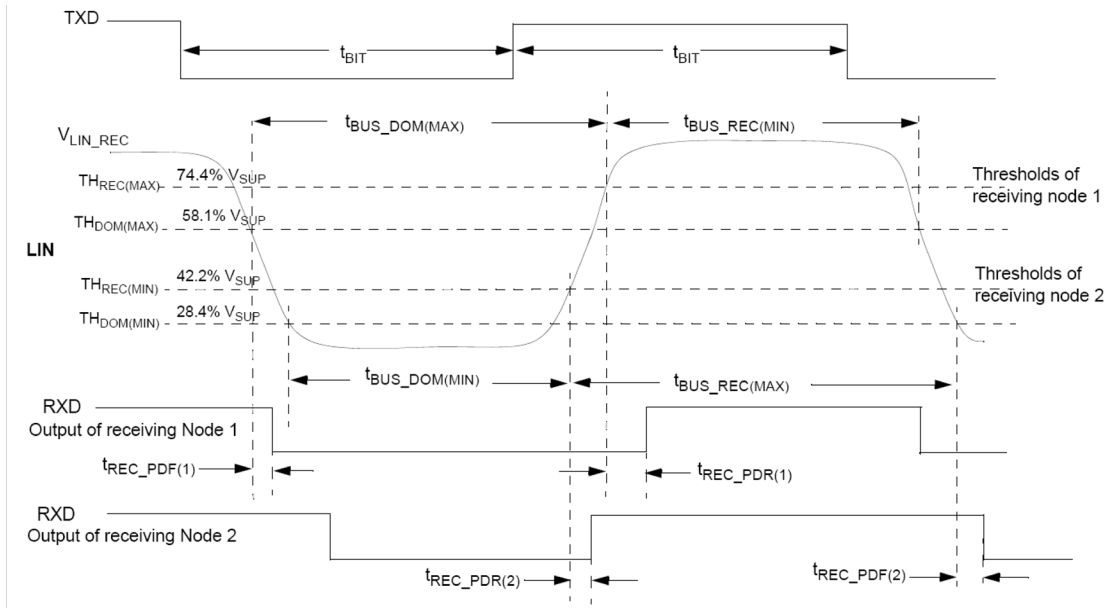 TXD
tBIT
tBIT
tBUS_DOM(MAX)
tBUS_REC(MIN)
VLIN_REC
THREC(MAX) 74.4% VSUP
Thresholds of
receiving node 1
THDOM(MAX) 58.1% VSUP
LIN
THREC(MIN) 42.2% VSUP
Thresholds of
receiving node 2
THDOM(MIN) 28.4% VSUP
tBUS_DOM(MIN)
tBUS_REC(MAX)
RXD
Output of receiving Node 1
tREC_PDF(1)
tREC_PDR(1)
RXD
Output of receiving Node 2
tREC_PDR(2)
tREC_PDF(2)